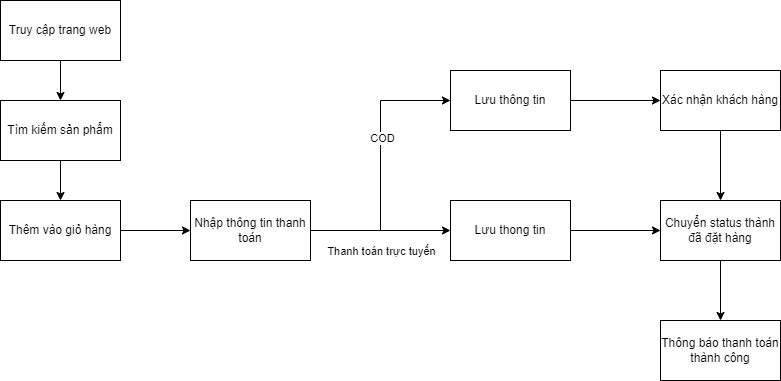 Truy cập trang web
Tìm kiếm sản phẩm
Thêm vào giỏ hàng
Nhập thông tin thanh
toán
COD
Thanh toán trực tuyến
Lưu thông tin
Xác nhận khách hàng
Lưu thong tin
Chuyển status thành
đã đặt hàng
Thông báo thanh toán
thành công